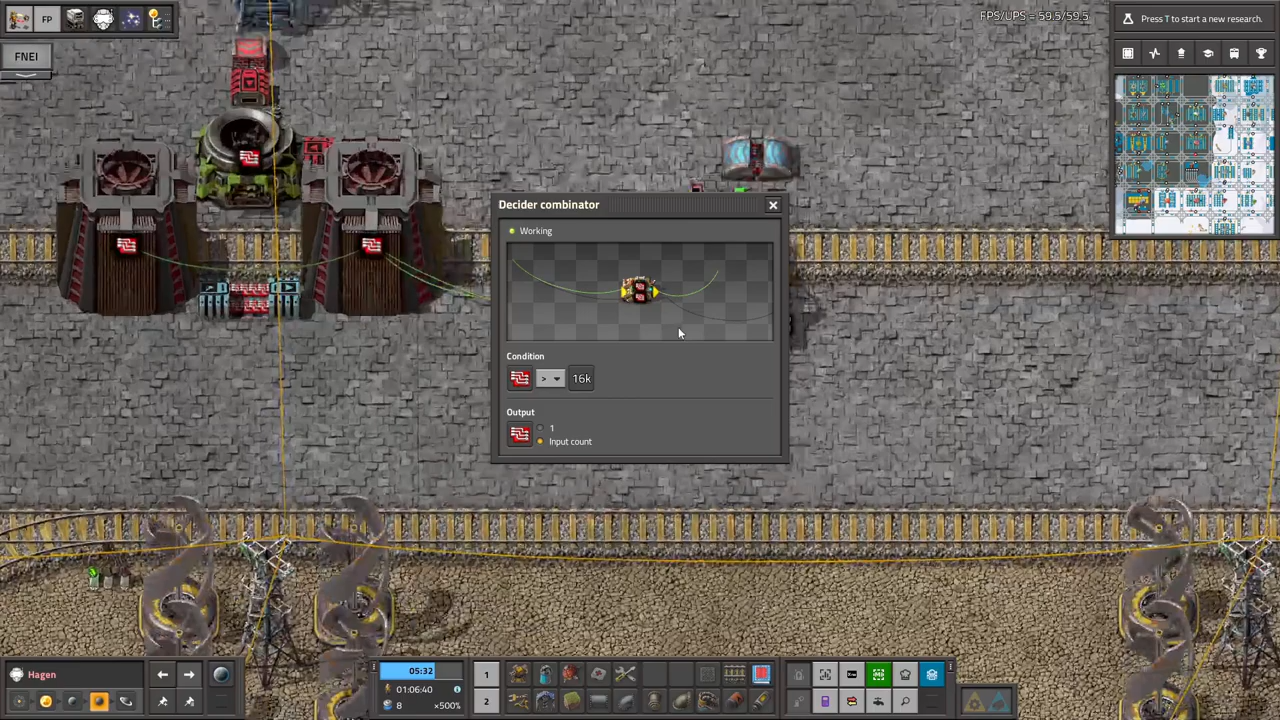 FP
FPS/UPS = 59.5/59.5
Press T to start a new research.
FNEI
Decider combinator
Working
Condition
>
16k
Output
1
Input count
Hagen
05:32
01:06:40
8
×500%
1
2